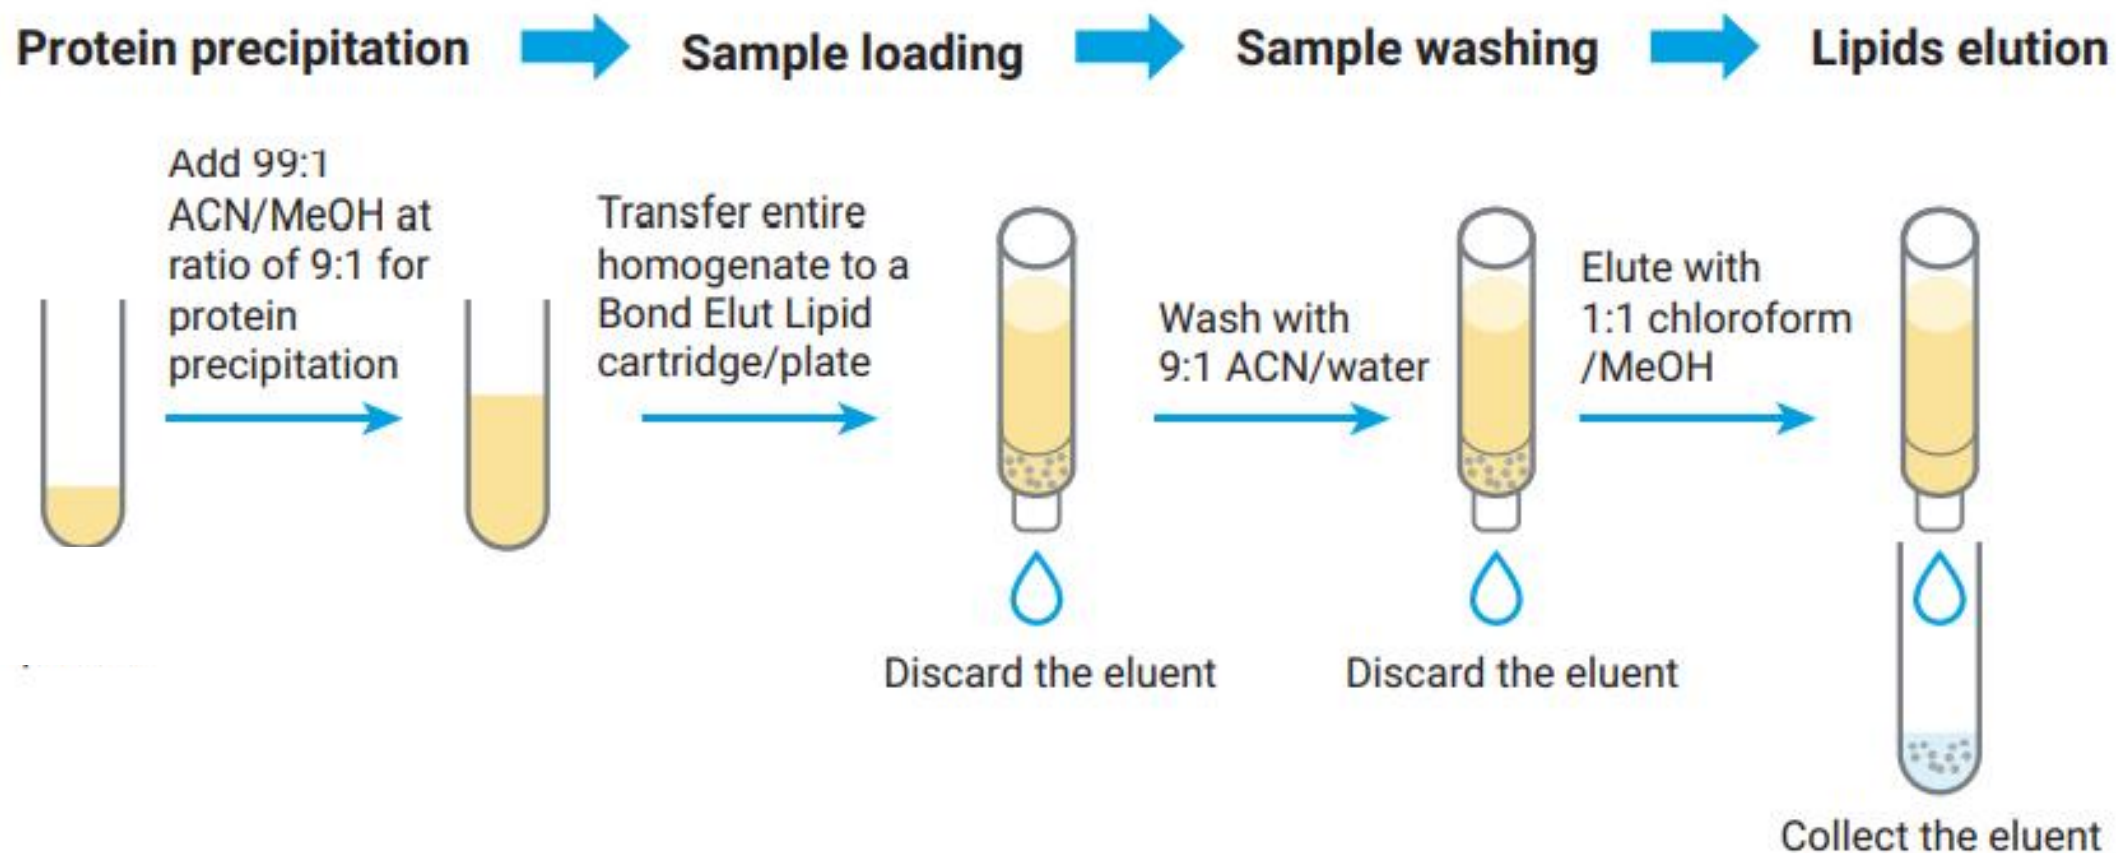 Protein precipitation
Sample loading
Sample washing
Lipids elution
Add 99:1
ACN/MeOH at
ratio of 9:1 for
protein
precipitation
Transfer entire
homogenate to a
Bond Elut Lipid
cartridge/plate
Wash with
9:1 ACN/water
Elute with
1:1 chloroform
/MeOH
Discard the eluent
Discard the eluent
Collect the eluent